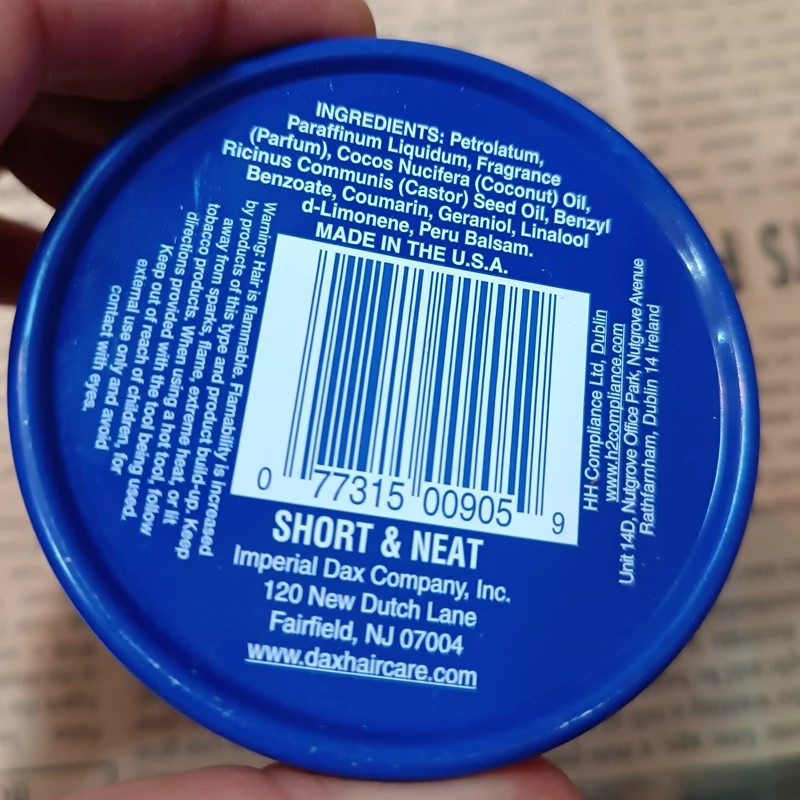 INGREDIENTS: Petrolatum,
Paraffinum Liquidum, Fragrance
(Parfum), Cocos Nucifera (Coconut) Oil,
Ricinus Communis (Castor) Seed Oil, Benzyl
Benzoate, Coumarin, Geraniol, Linalool
d-Limonene, Peru Balsam.
MADE IN THE U.S.A.
Warning: Hair is flammable. Flamability is increased
by products of this type and product build-up. Keep
away from sparks, flame, extreme heat, or lit
tobacco products. When using a hot tool, follow
directions provided with the tool being used.
Keep out of reach of children, for
external use only and avoid
contact with eyes.
0 77315 00905 9
HH Compliance Ltd, Dublin
www.h2compliance.com
Unit 14D, Nutgrove Office Park, Nutgrove Avenue
Rathfarnham, Dublin 14 Ireland
SHORT & NEAT
Imperial Dax Company, Inc.
120 New Dutch Lane
Fairfield, NJ 07004
www.daxhaircare.com